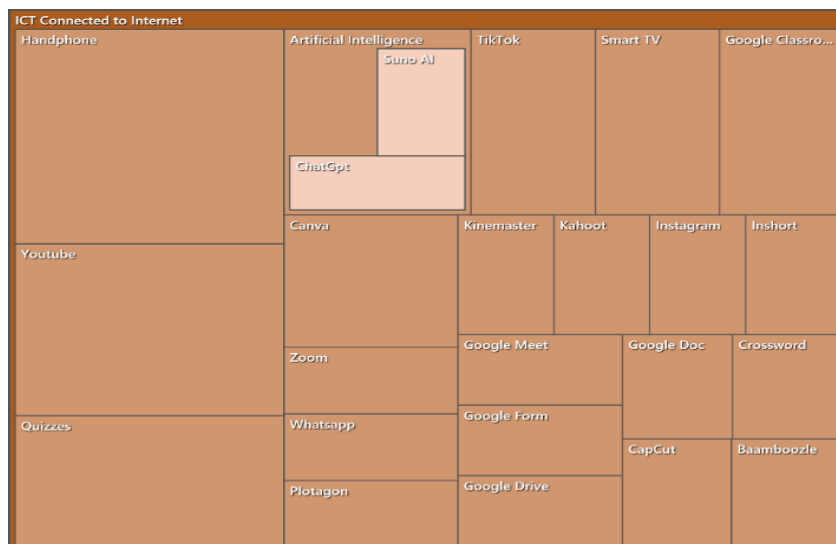 ICT Connected to Internet
Handphone
Artificial Intelligence
TikTok
Smart TV
Google Classro...
Suno AI
ChatGpt
Canva
Kinemaster
Kahoot
Instagram
Inshort
Youtube
Zoom
Google Meet
Google Doc
Crossword
Quizzes
Whatsapp
Google Form
CapCut
Baamboozle
Plotagon
Google Drive